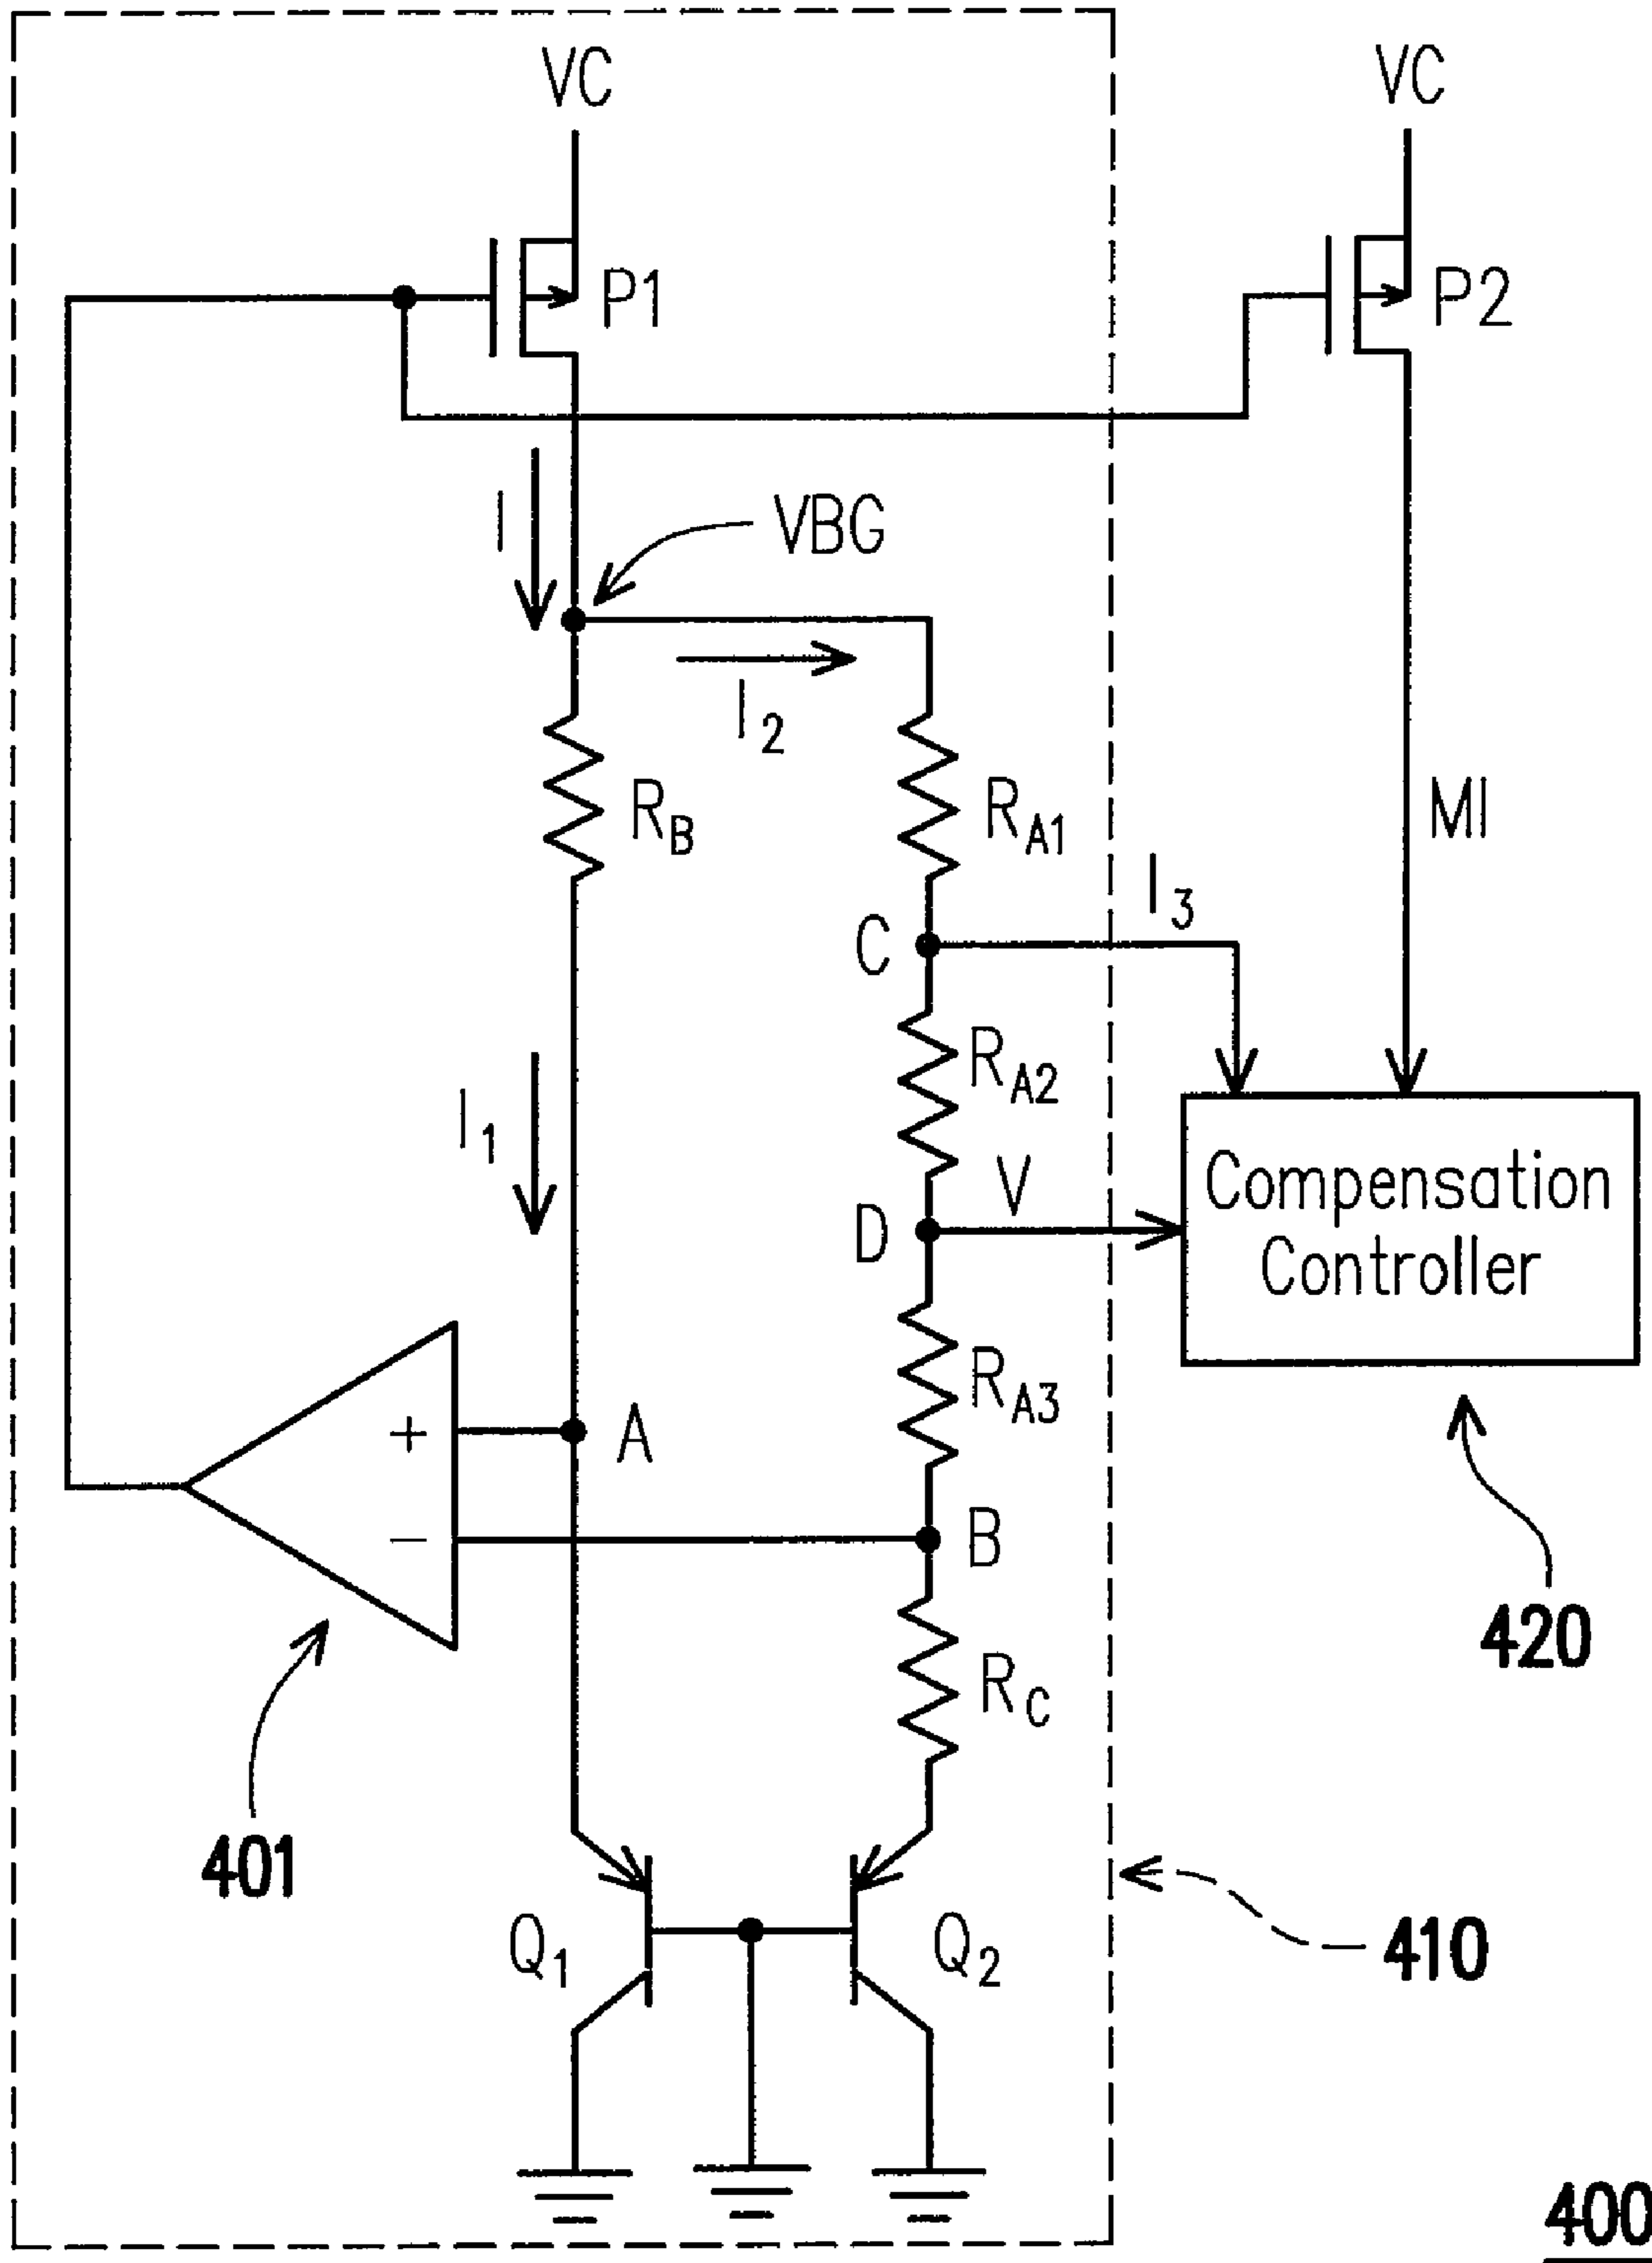 VC
VC
P1
P2
I
VBG
I2
RB
RA1
MI
I3
C
RA2
I1
V
D
Compensation
Controller
RA3
+
A
−
B
RC
420
401
Q1
Q2
410
400